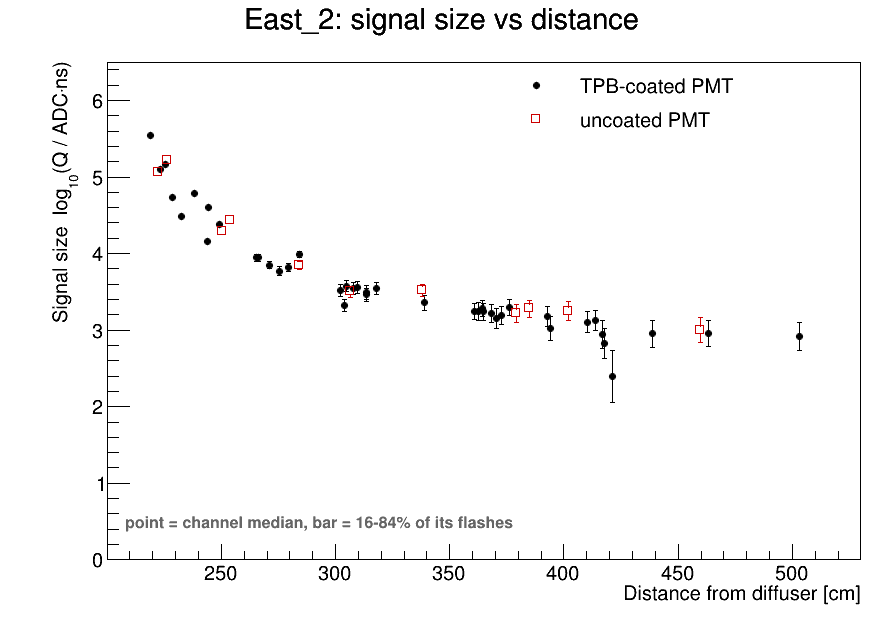 East_2: signal size vs distance
Signal size log₁₀(Q / ADC·ns)
TPB-coated PMT
uncoated PMT
6
5
4
3
2
1
0
point = channel median, bar = 16-84% of its flashes
250 300 350 400 450 500
Distance from diffuser [cm]